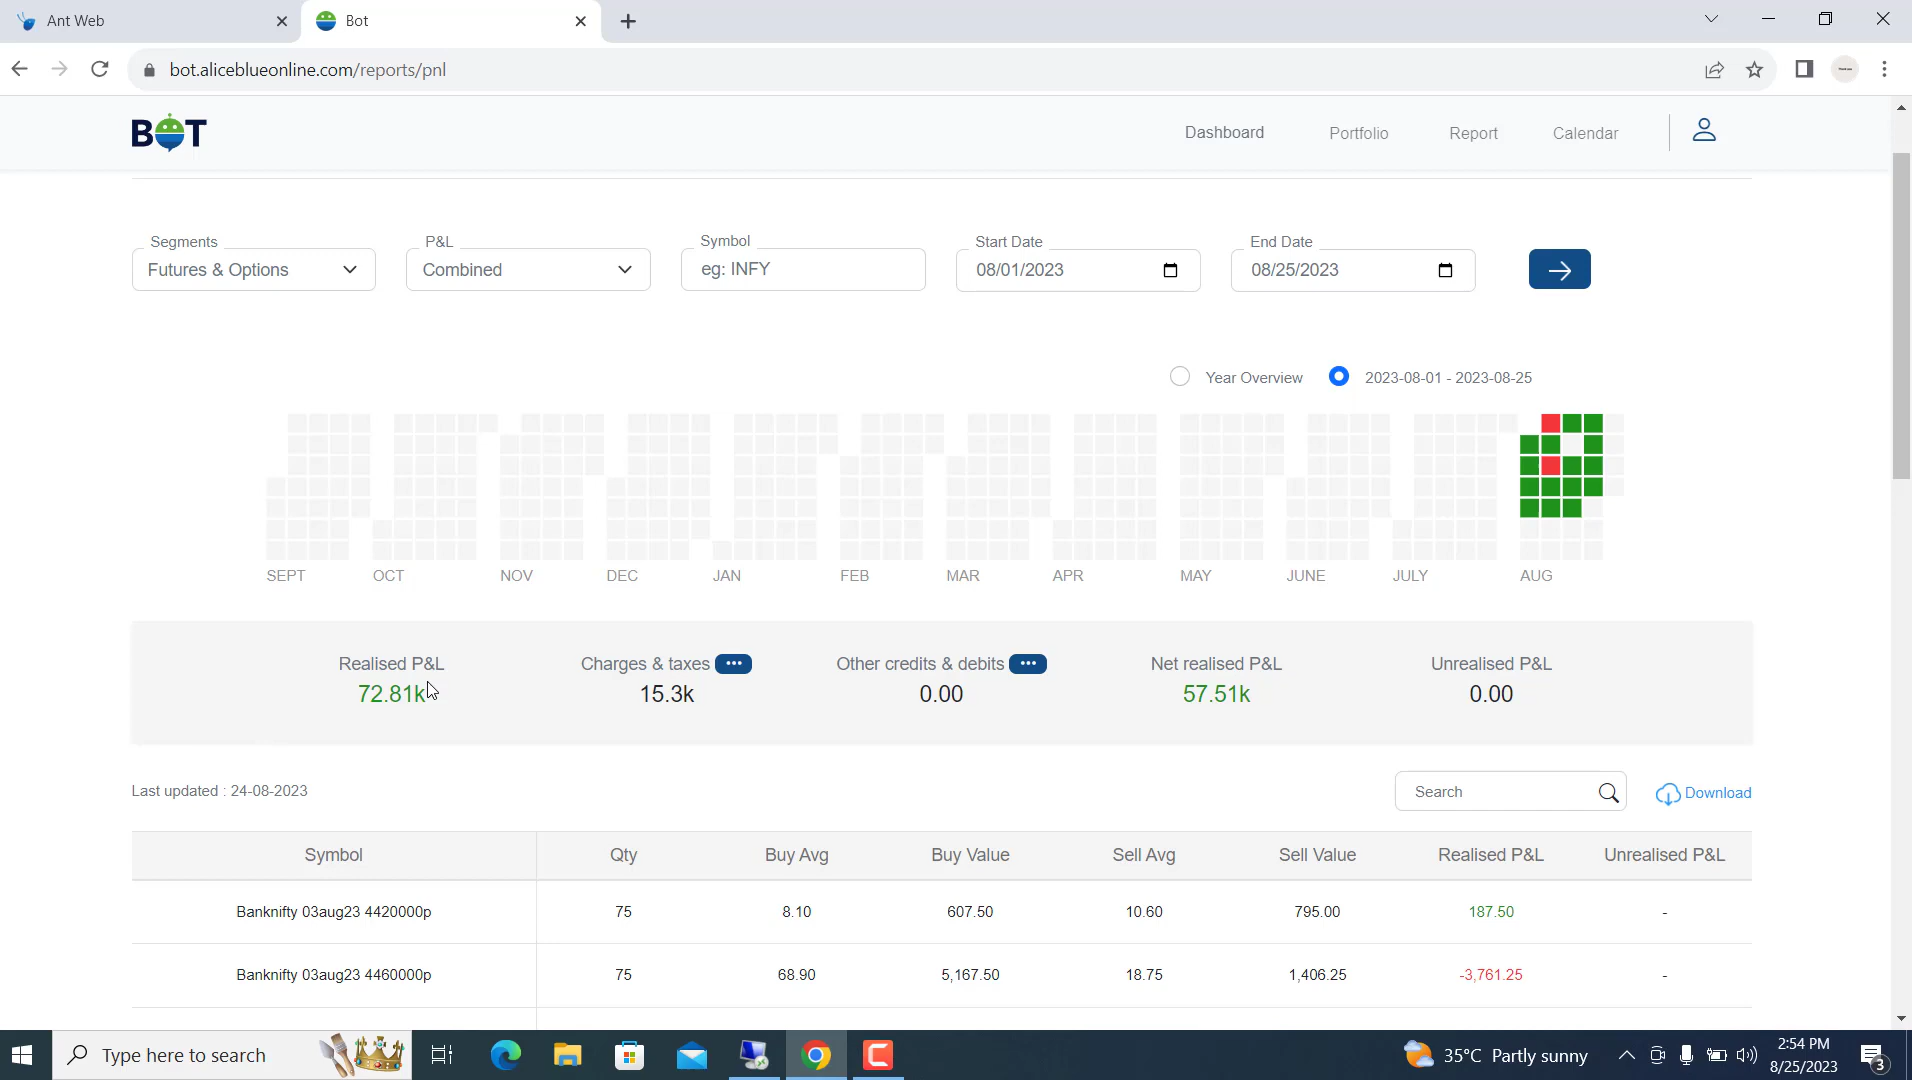 Ant Web
Bot
bot.aliceblueonline.com/reports/pnl
BOT
Dashboard
Portfolio
Report
Calendar
Segments
Futures & Options
P&L
Combined
Symbol
eg: INFY
Start Date
08/01/2023
End Date
08/25/2023
Year Overview
2023-08-01 - 2023-08-25
SEPT OCT NOV DEC JAN FEB MAR APR MAY JUNE JULY AUG
Realised P&L
72.81k
Charges & taxes
15.3k
Other credits & debits
0.00
Net realised P&L
57.51k
Unrealised P&L
0.00
Last updated : 24-08-2023
Search
Download
Symbol Qty Buy Avg Buy Value Sell Avg Sell Value Realised P&L Unrealised P&L
Banknifty 03aug23 4420000p 75 8.10 607.50 10.60 795.00 187.50 -
Banknifty 03aug23 4460000p 75 68.90 5,167.50 18.75 1,406.25 -3,761.25 -
Type here to search
35°C Partly sunny
2:54 PM
8/25/2023
3